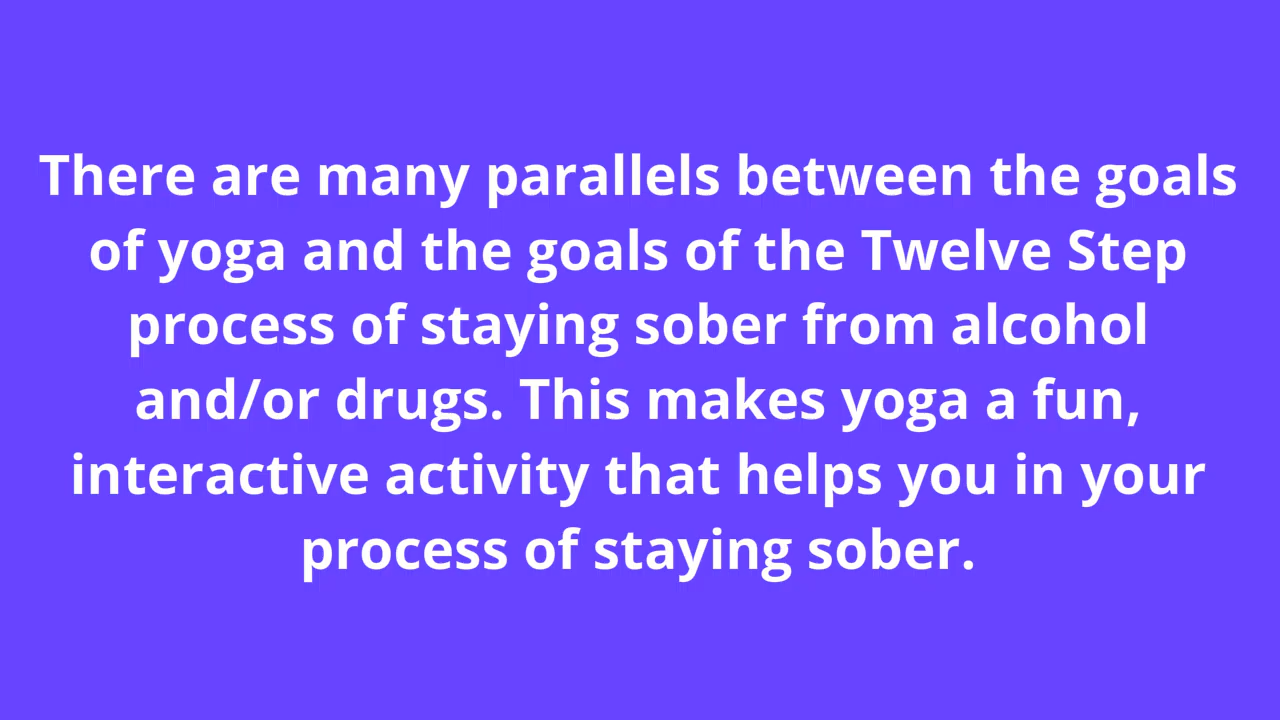 There are many parallels between the goals
of yoga and the goals of the Twelve Step
process of staying sober from alcohol
and/or drugs. This makes yoga a fun,
interactive activity that helps you in your
process of staying sober.